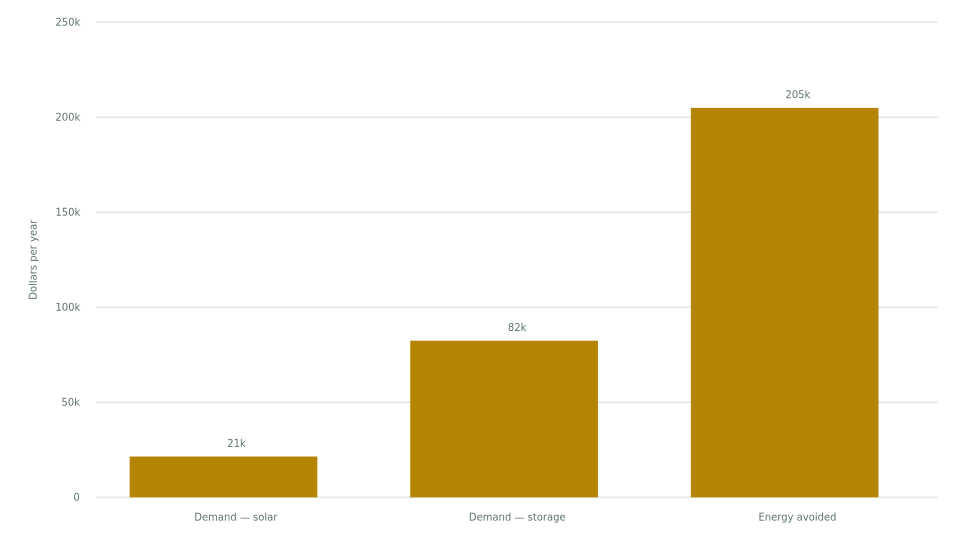 250k
205k
200k
150k
Dollars per year
100k
82k
50k
21k
0
Demand — solar
Demand — storage
Energy avoided